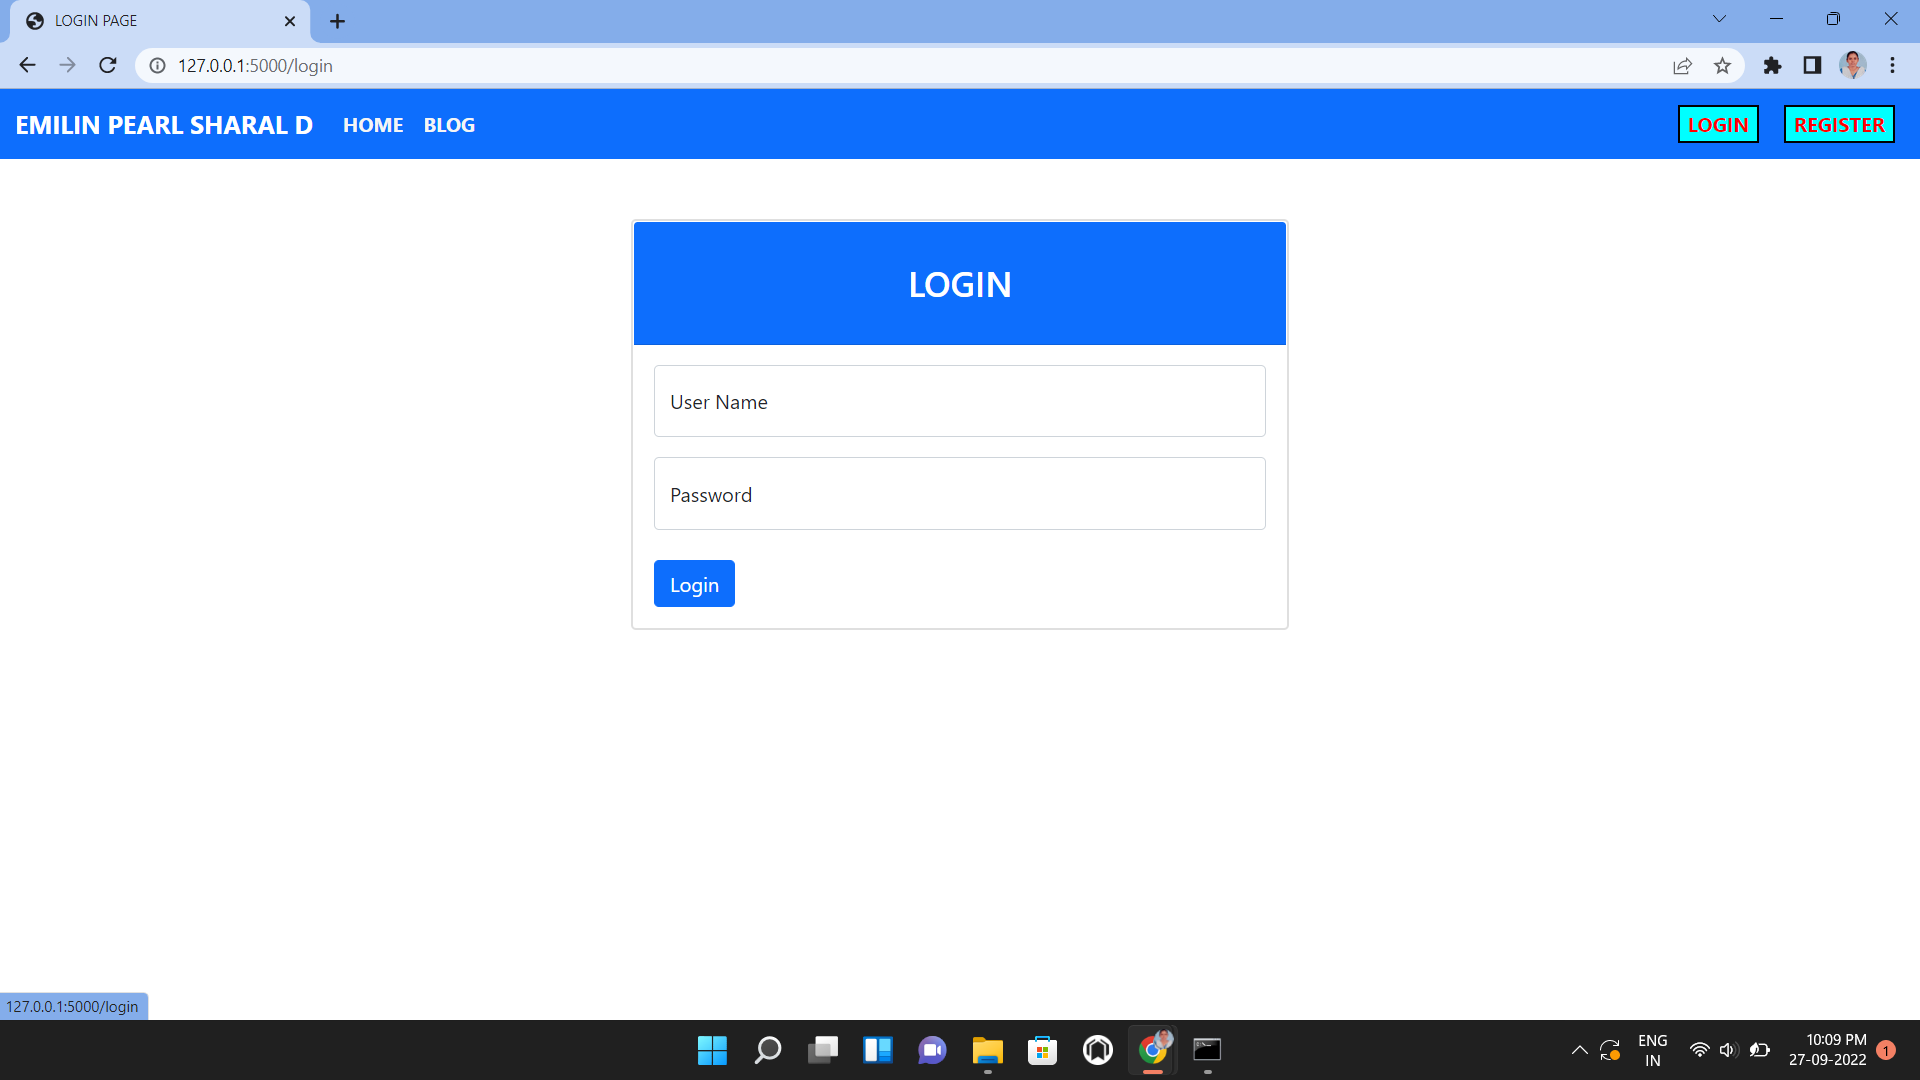 LOGIN PAGE
127.0.0.1:5000/login
EMILIN PEARL SHARAL D HOME BLOG LOGIN REGISTER
LOGIN
User Name
Password
Login
127.0.0.1:5000/login
ENG
IN
10:09 PM
27-09-2022
1